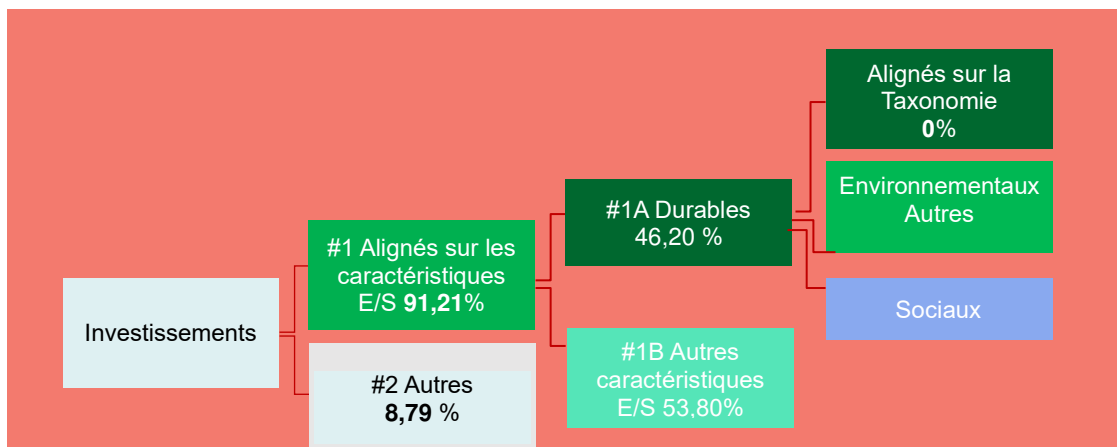 Investissements
#1 Alignés sur les
caractéristiques
E/S 91,21%
#2 Autres
8,79 %
#1A Durables
46,20 %
#1B Autres
caractéristiques
E/S 53,80%
Alignés sur la
Taxonomie
0%
Environnementaux
Autres
Sociaux